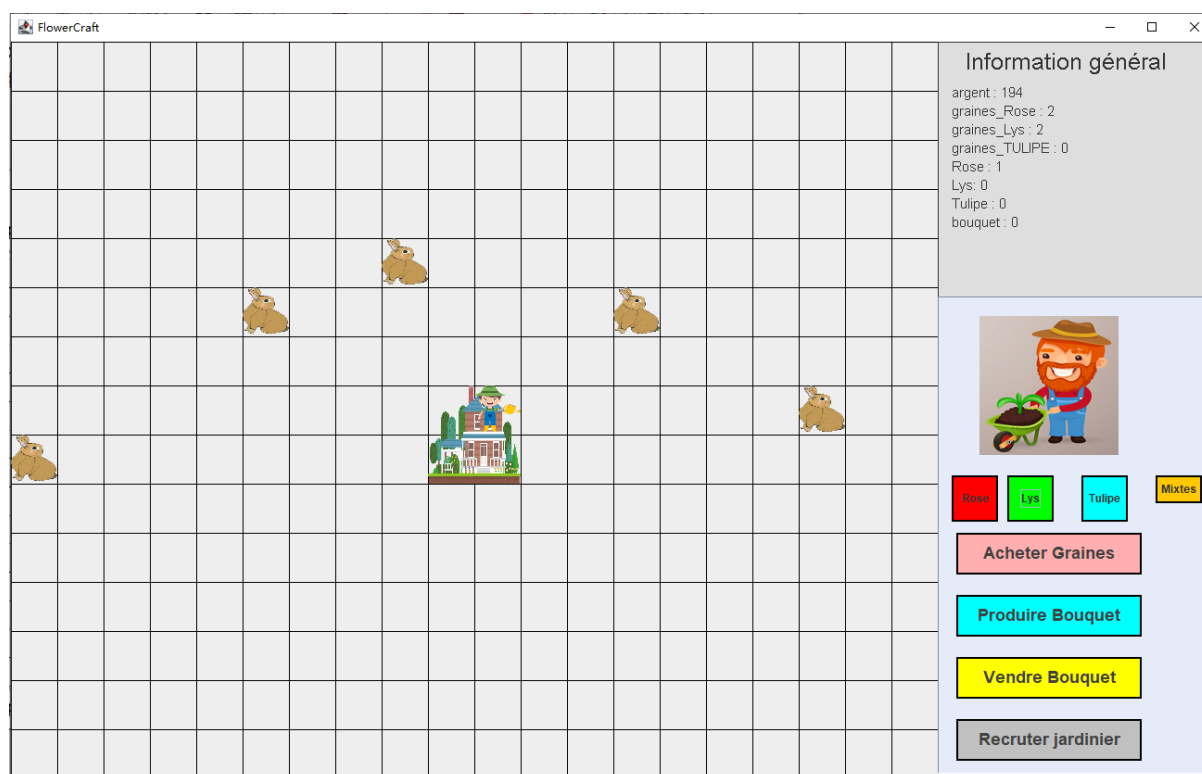 FlowerCraft
Information général
argent : 194
graines_Rose : 2
graines_Lys : 2
graines_TULIPE : 0
Rose : 1
Lys: 0
Tulipe : 0
bouquet : 0
Rose
Lys
Tulipe
Mixtes
Acheter Graines
Produire Bouquet
Vendre Bouquet
Recruter jardinier